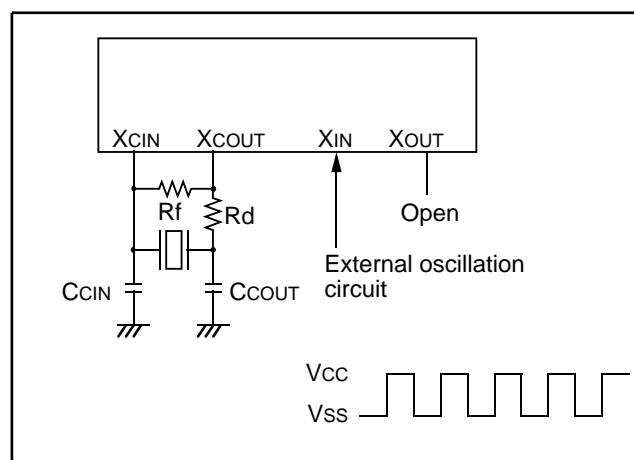 XCIN XCOUT XIN XOUT
Rf Rd
Open
External oscillation
circuit
CCIN CCOUT
VCC
VSS